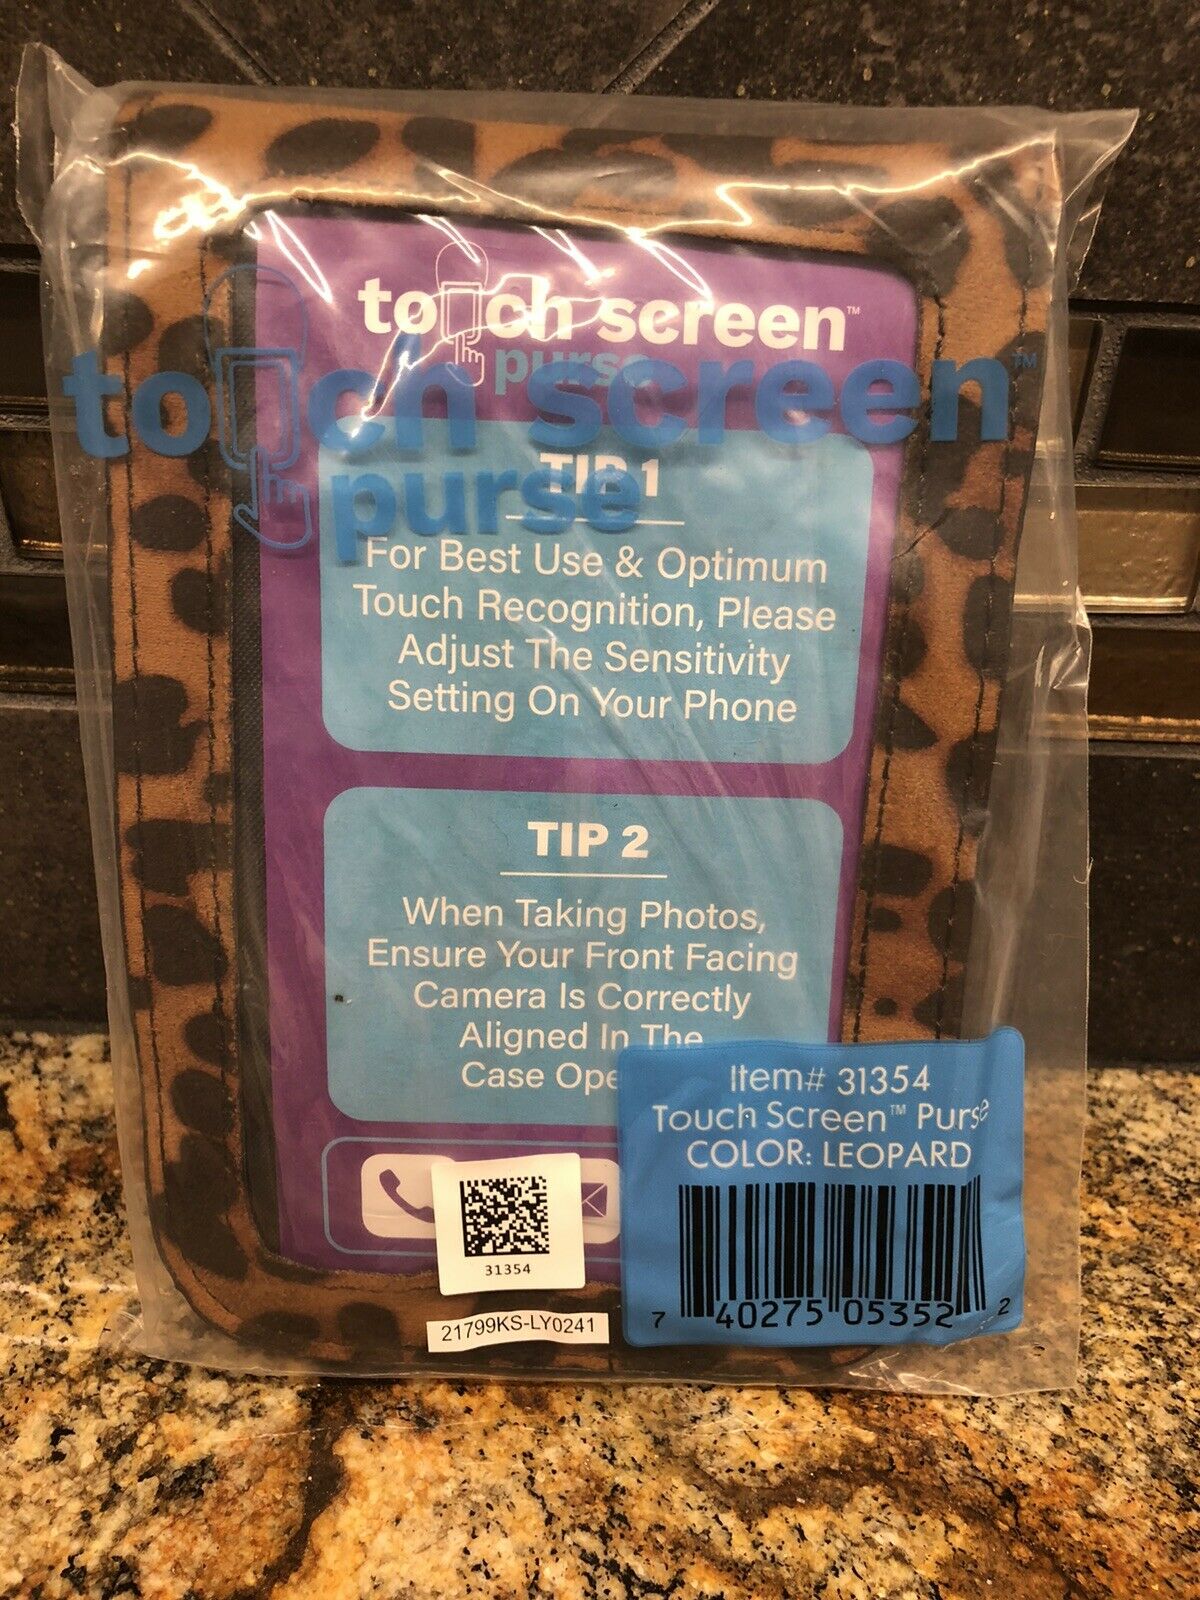 touch screen™
purse
touch screen™
purse
TIP 1
For Best Use & Optimum
Touch Recognition, Please
Adjust The Sensitivity
Setting On Your Phone
TIP 2
When Taking Photos,
Ensure Your Front Facing
Camera Is Correctly
Aligned In The
Case Ope
Item# 31354
Touch Screen™ Purse
COLOR: LEOPARD
7 40275 05352 2
31354
21799KS-LY0241